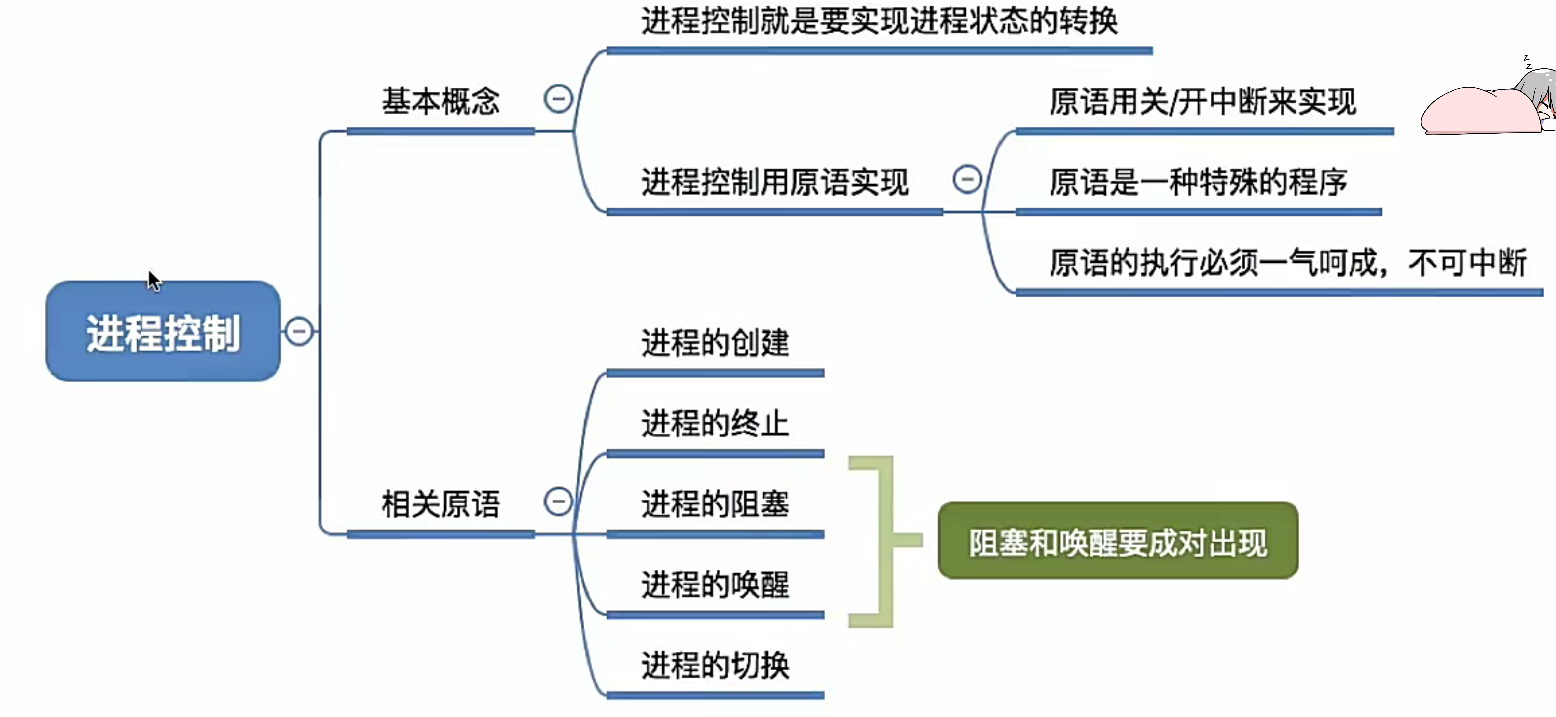 进程控制就是要实现进程状态的转换
基本概念
原语用关/开中断来实现
进程控制用原语实现
原语是一种特殊的程序
原语的执行必须一气呵成，不可中断
进程控制
进程的创建
进程的终止
相关原语
进程的阻塞
阻塞和唤醒要成对出现
进程的唤醒
进程的切换
z
z